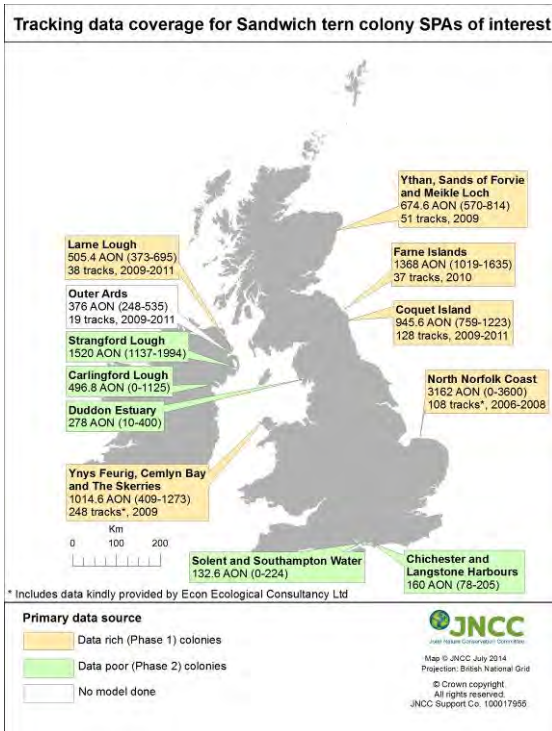 Tracking data coverage for Sandwich tern colony SPAs of interest
Ythan, Sands of Forvie
and Meikle Loch
674.6 AON (570-814)
51 tracks, 2009
Larne Lough
505.4 AON (373-695)
38 tracks, 2009-2011
Farne Islands
1368 AON (1019-1635)
37 tracks, 2010
Outer Ards
376 AON (248-535)
19 tracks, 2009-2011
Coquet Island
945.6 AON (759-1223)
128 tracks, 2009-2011
Strangford Lough
1520 AON (1137-1994)
Carlingford Lough
496.8 AON (0-1125)
North Norfolk Coast
3162 AON (0-3600)
108 tracks*, 2006-2008
Duddon Estuary
278 AON (10-400)
Ynys Feurig, Cemlyn Bay
and The Skerries
1014.6 AON (409-1273)
248 tracks*, 2009
Km
0 100 200
Solent and Southampton Water
132.6 AON (0-224)
Chichester and
Langstone Harbours
160 AON (78-205)
* Includes data kindly provided by Econ Ecological Consultancy Ltd
Primary data source
Data rich (Phase 1) colonies
Data poor (Phase 2) colonies
No model done
JNCC
Joint Nature Conservation Committee
Map © JNCC July 2014
Projection: British National Grid
© Crown copyright.
All rights reserved.
JNCC Support Co. 100017955